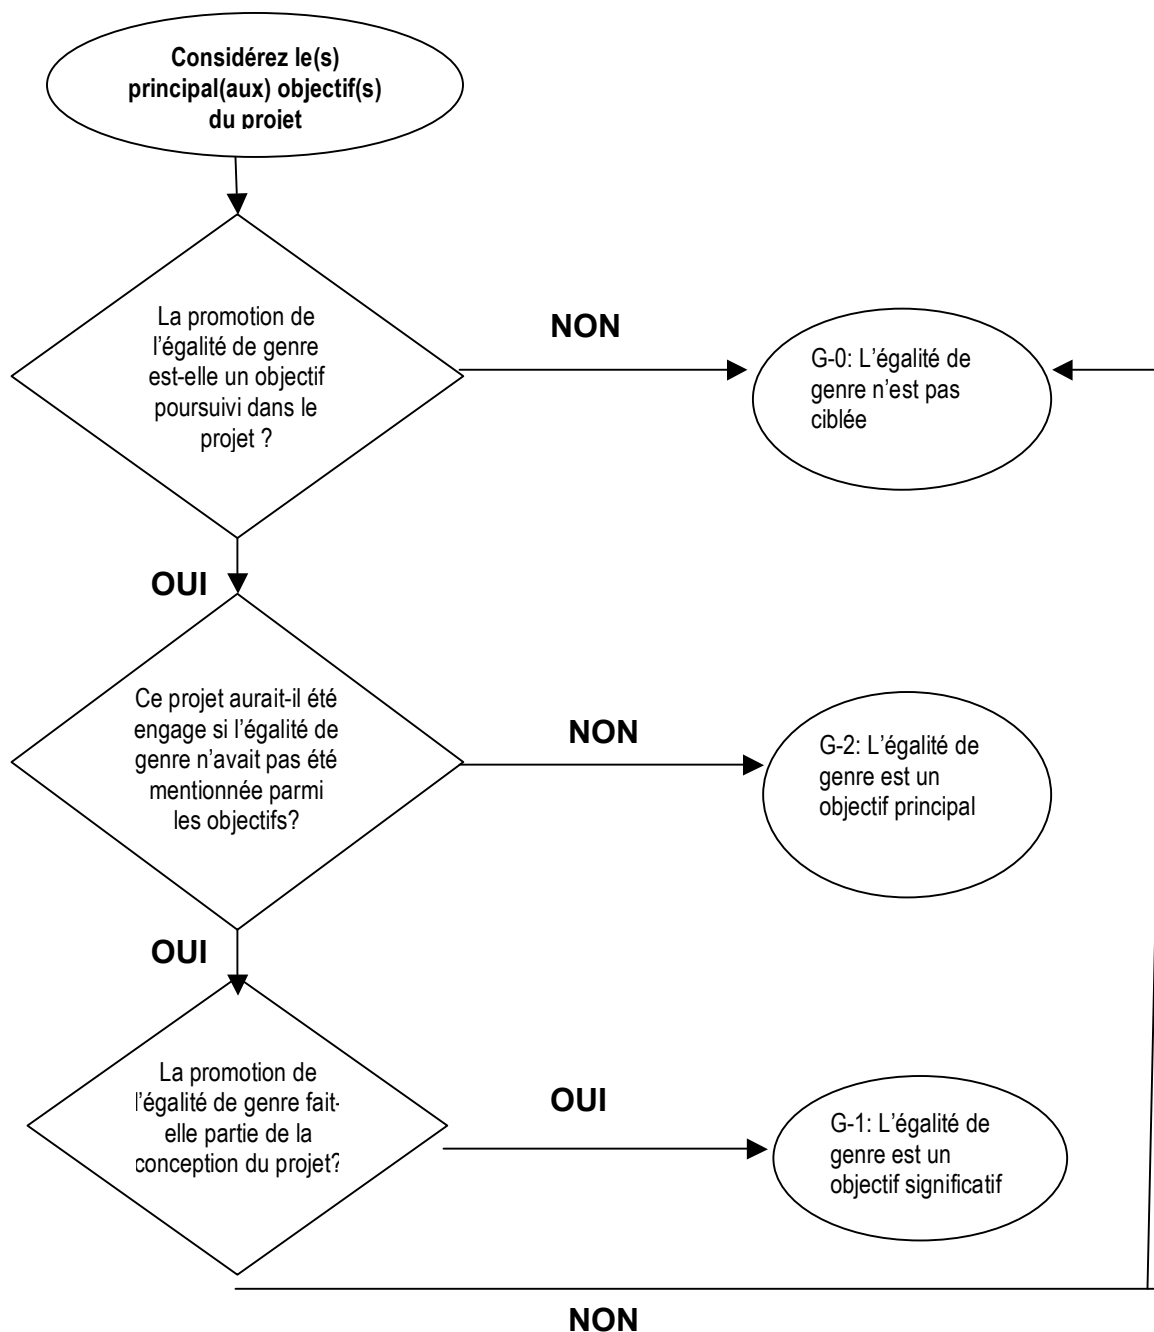 Considérez le(s)
principal(aux) objectif(s)
du projet
La promotion de
l’égalité de genre
est-elle un objectif
poursuivi dans le
projet ?
NON
G-0: L’égalité de
genre n’est pas
ciblée
OUI
Ce projet aurait-il été
engage si l’égalité de
genre n’avait pas été
mentionnée parmi
les objectifs?
NON
G-2: L’égalité de
genre est un
objectif principal
OUI
La promotion de
l’égalité de genre fait-
elle partie de la
conception du projet?
OUI
G-1: L’égalité de
genre est un
objectif significatif
NON